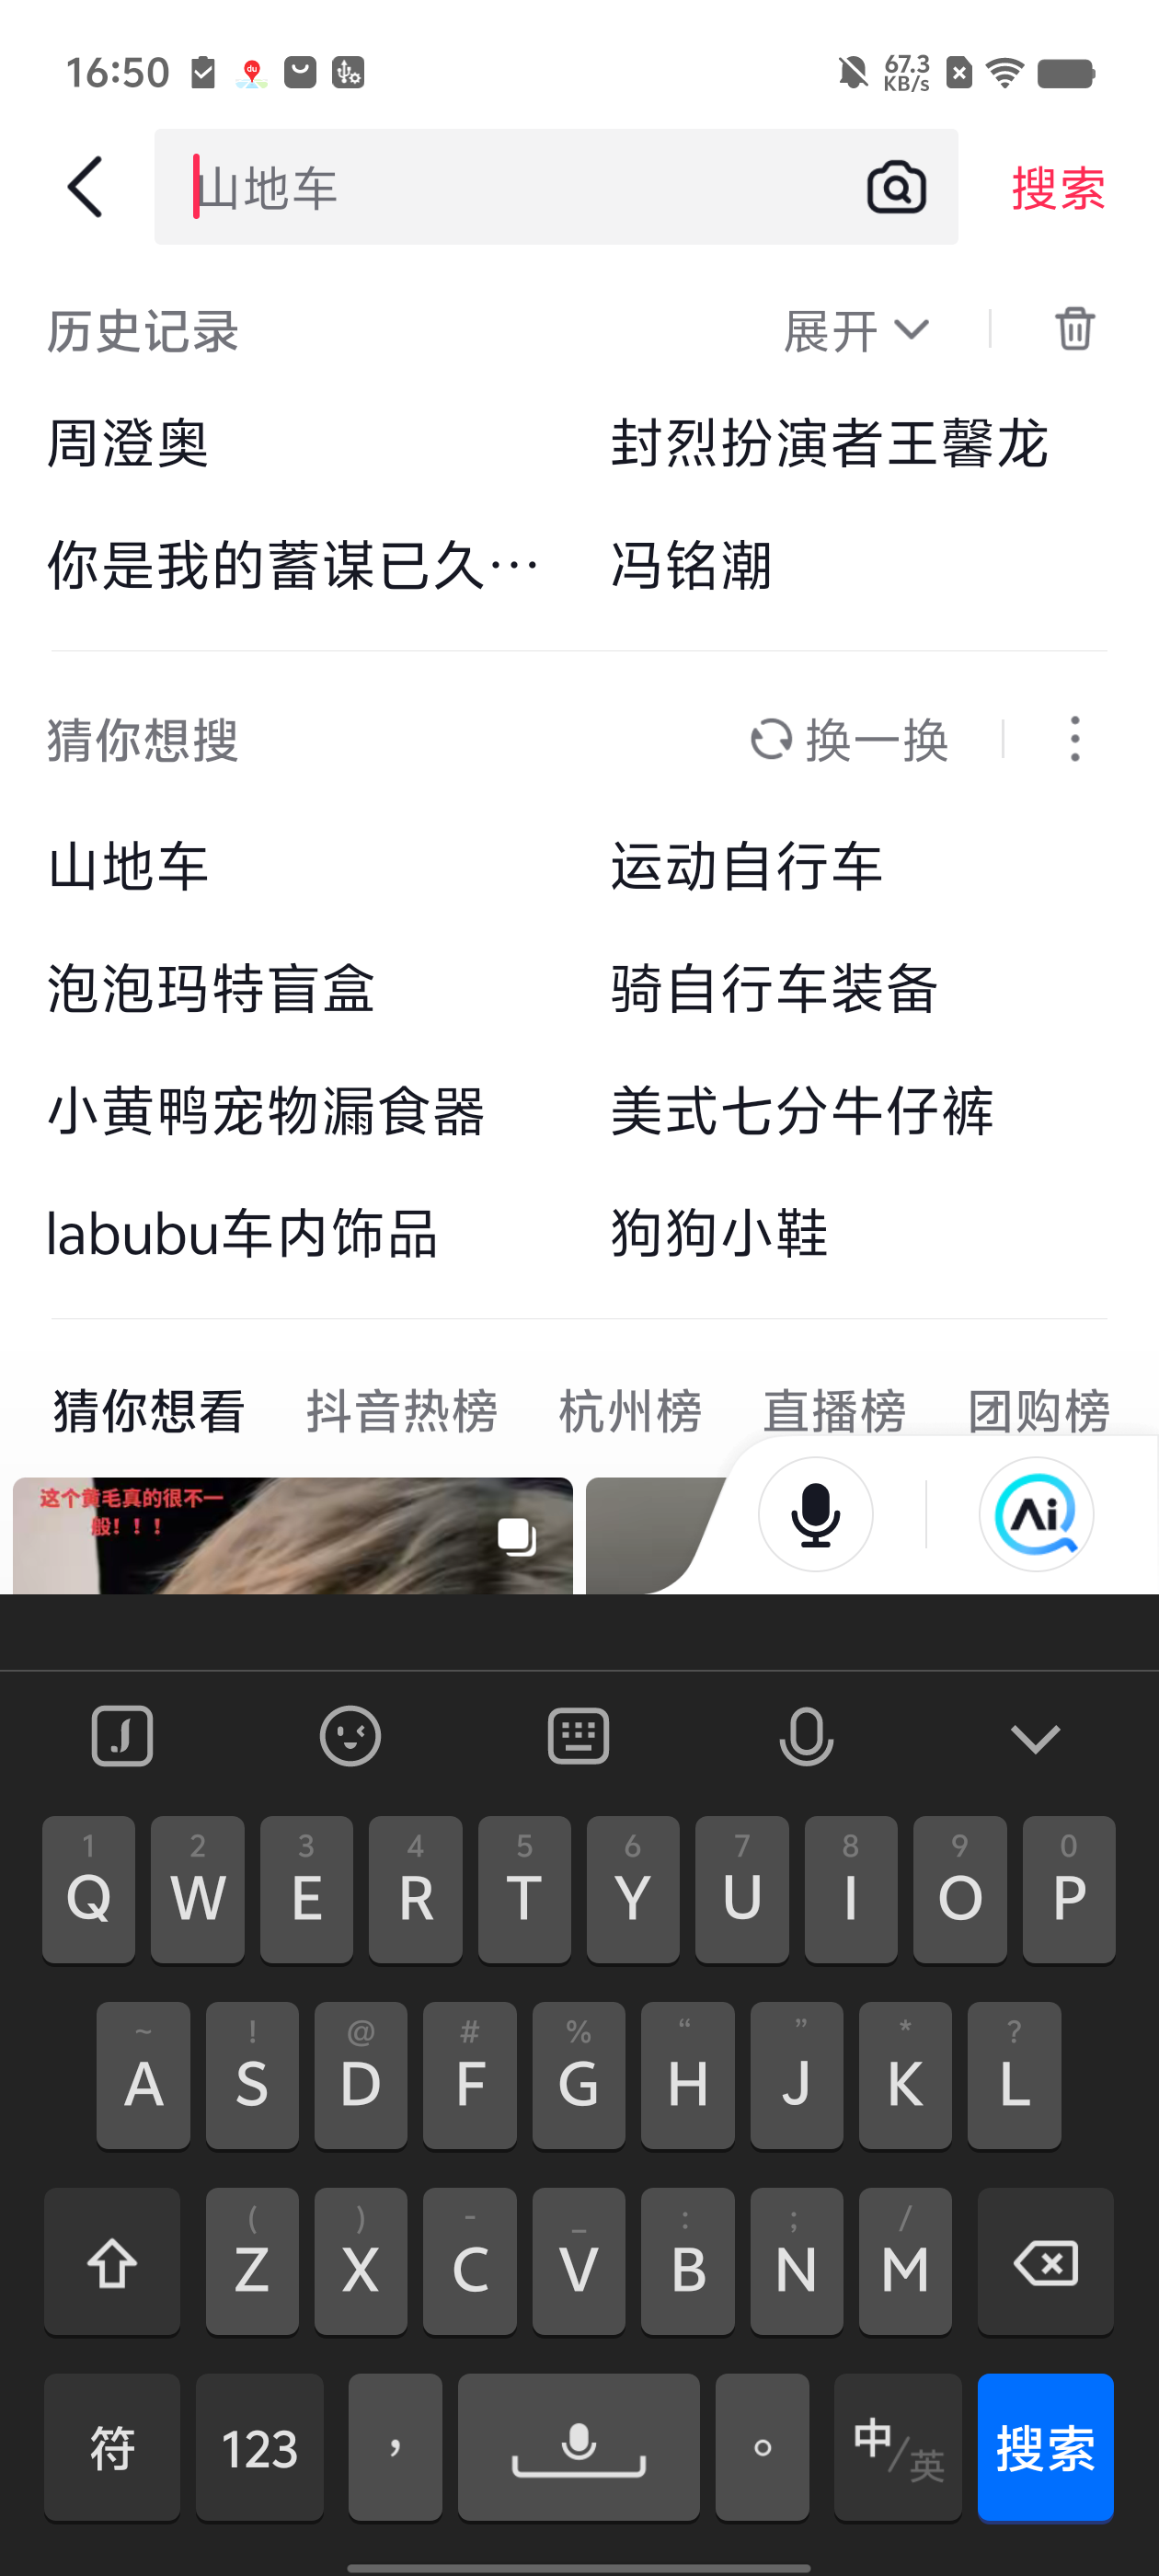 16:50
67.3
KB/s
山地车
搜索
历史记录 展开
周澄奥 封烈扮演者王馨龙
你是我的蓄谋已久… 冯铭潮
猜你想搜 换一换
山地车 运动自行车
泡泡玛特盲盒 骑自行车装备
小黄鸭宠物漏食器 美式七分牛仔裤
labubu车内饰品 狗狗小鞋
猜你想看 抖音热榜 杭州榜 直播榜 团购榜
这个黄毛真的很不一
般！！！
Ai
1 2 3 4 5 6 7 8 9 0
Q W E R T Y U I O P
~ ! @ # % “ ” * ?
A S D F G H J K L
( ) - _ : ; /
Z X C V B N M
符 123 ， 。 中/英 搜索